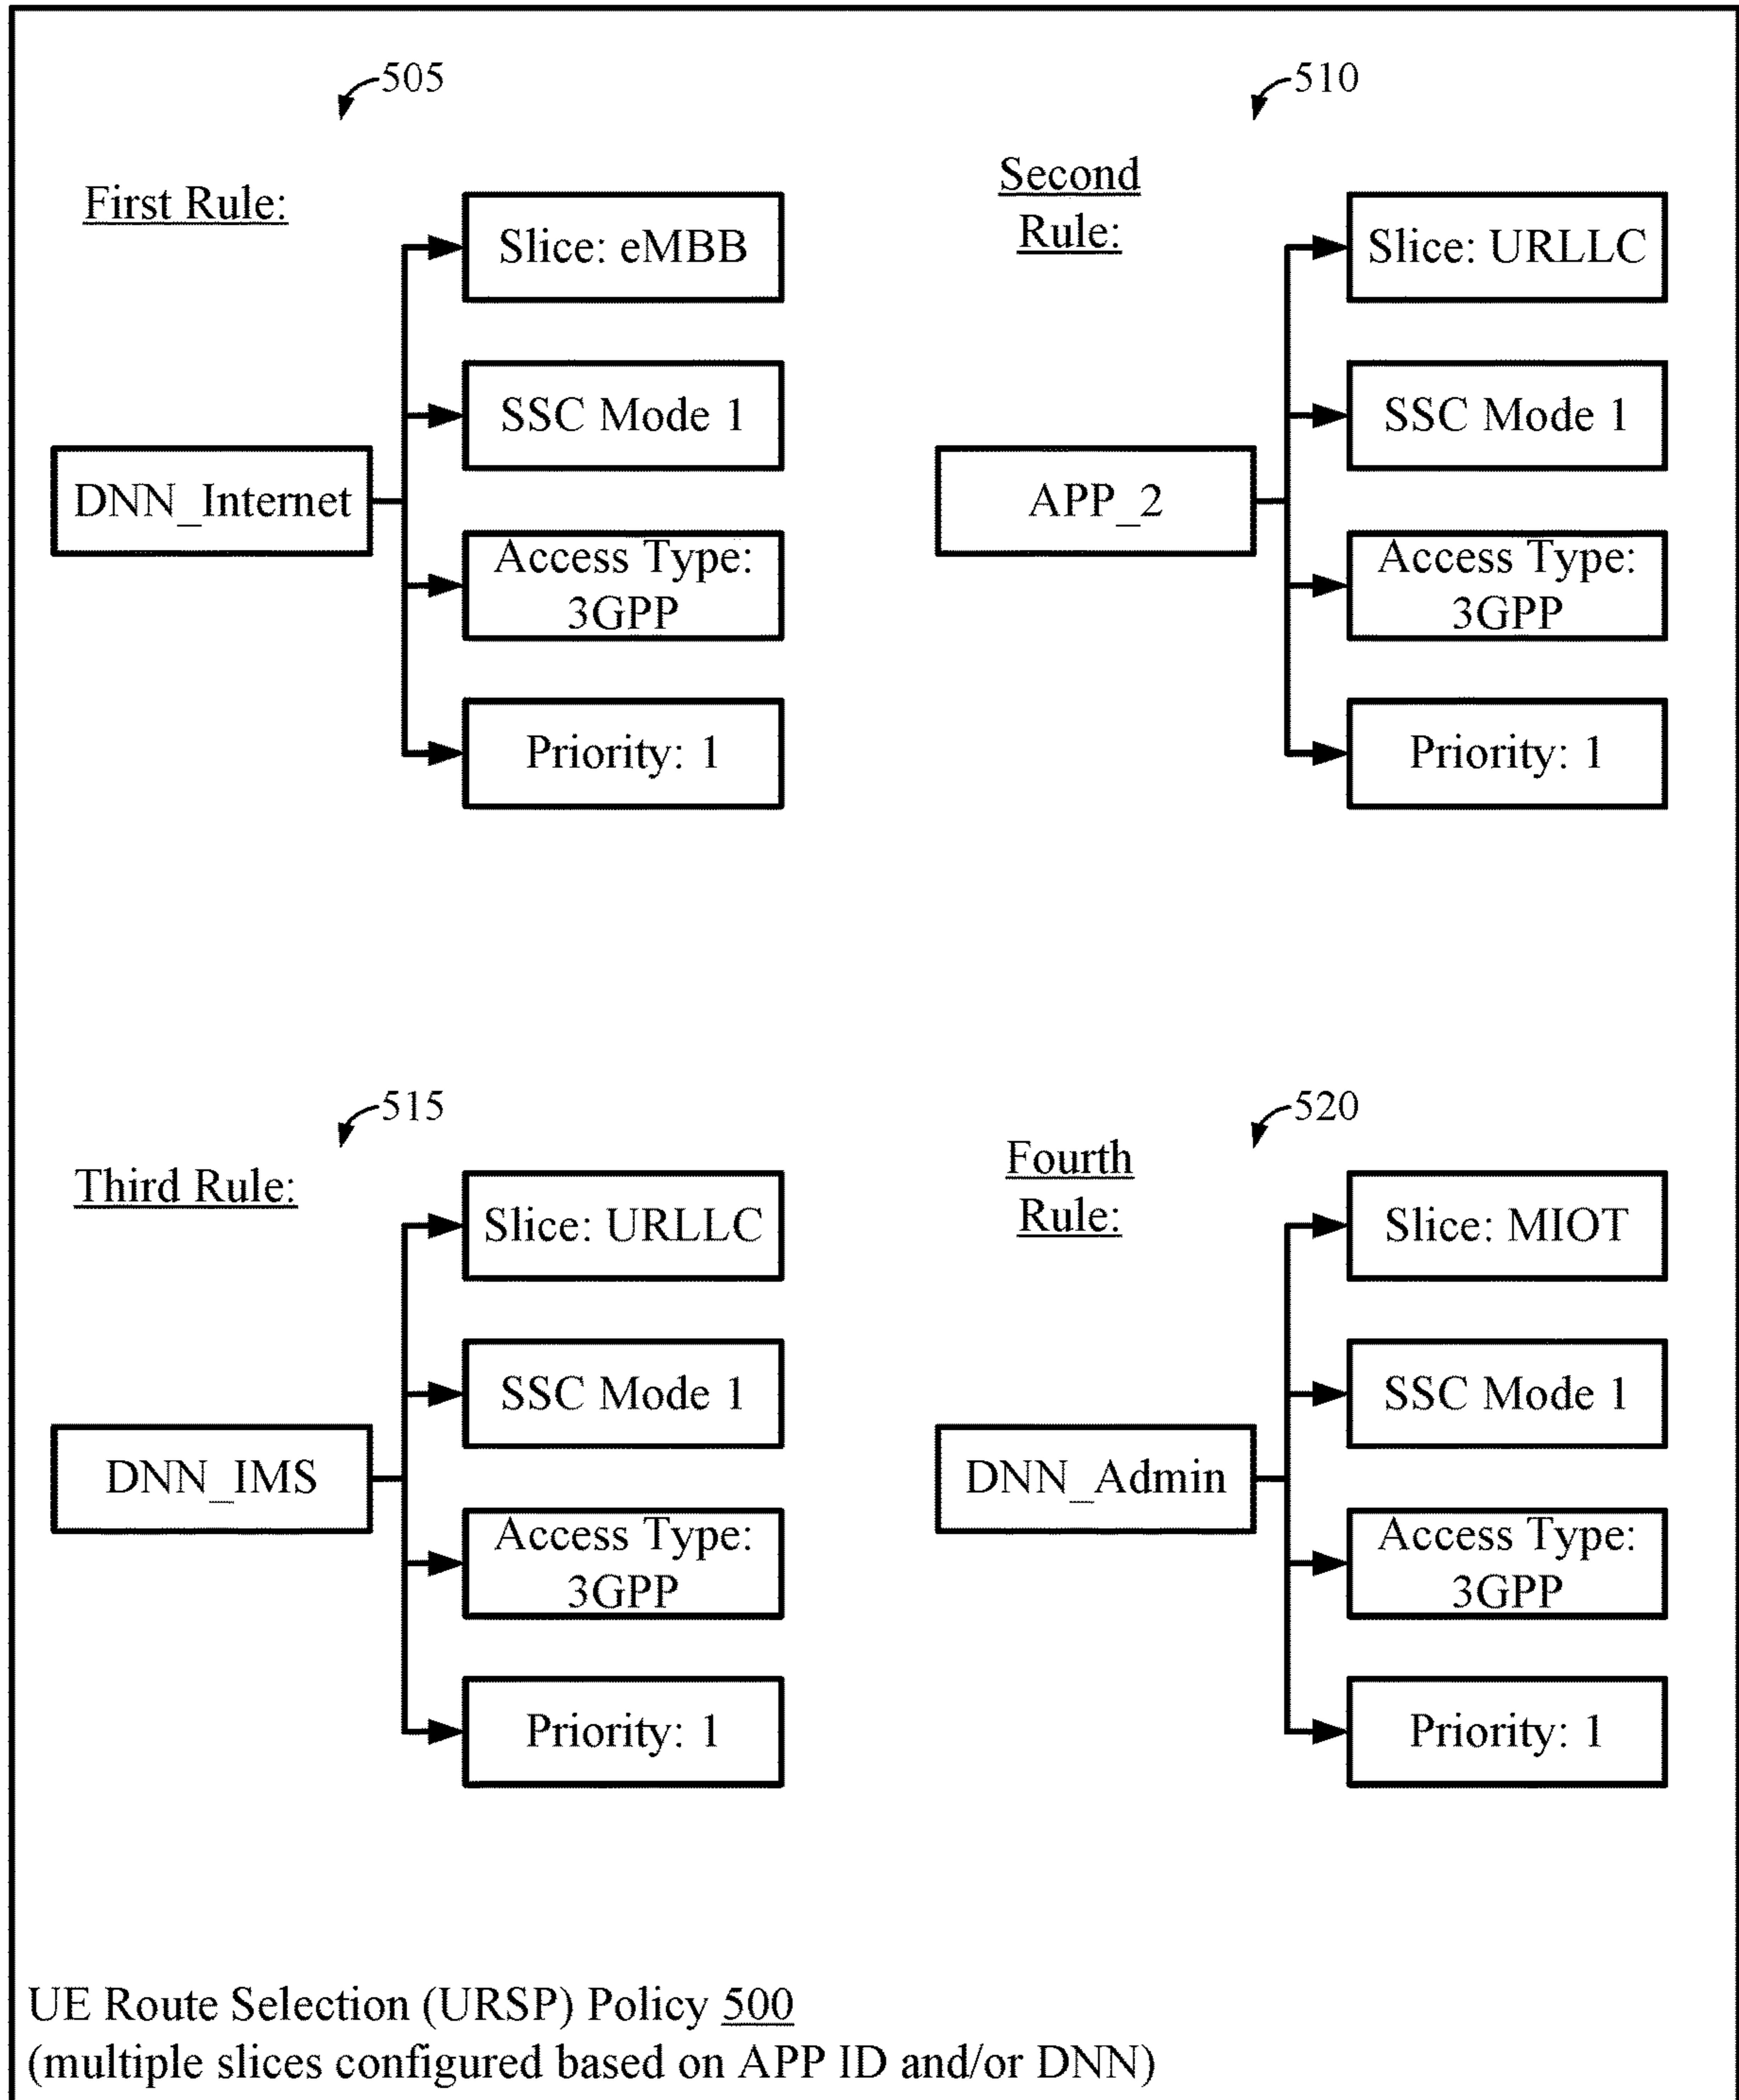 505
First Rule:
DNN_Internet
Slice: eMBB
SSC Mode 1
Access Type:
3GPP
Priority: 1
510
Second
Rule:
APP_2
Slice: URLLC
SSC Mode 1
Access Type:
3GPP
Priority: 1
515
Third Rule:
DNN_IMS
Slice: URLLC
SSC Mode 1
Access Type:
3GPP
Priority: 1
520
Fourth
Rule:
DNN_Admin
Slice: MIOT
SSC Mode 1
Access Type:
3GPP
Priority: 1
UE Route Selection (URSP) Policy 500
(multiple slices configured based on APP ID and/or DNN)